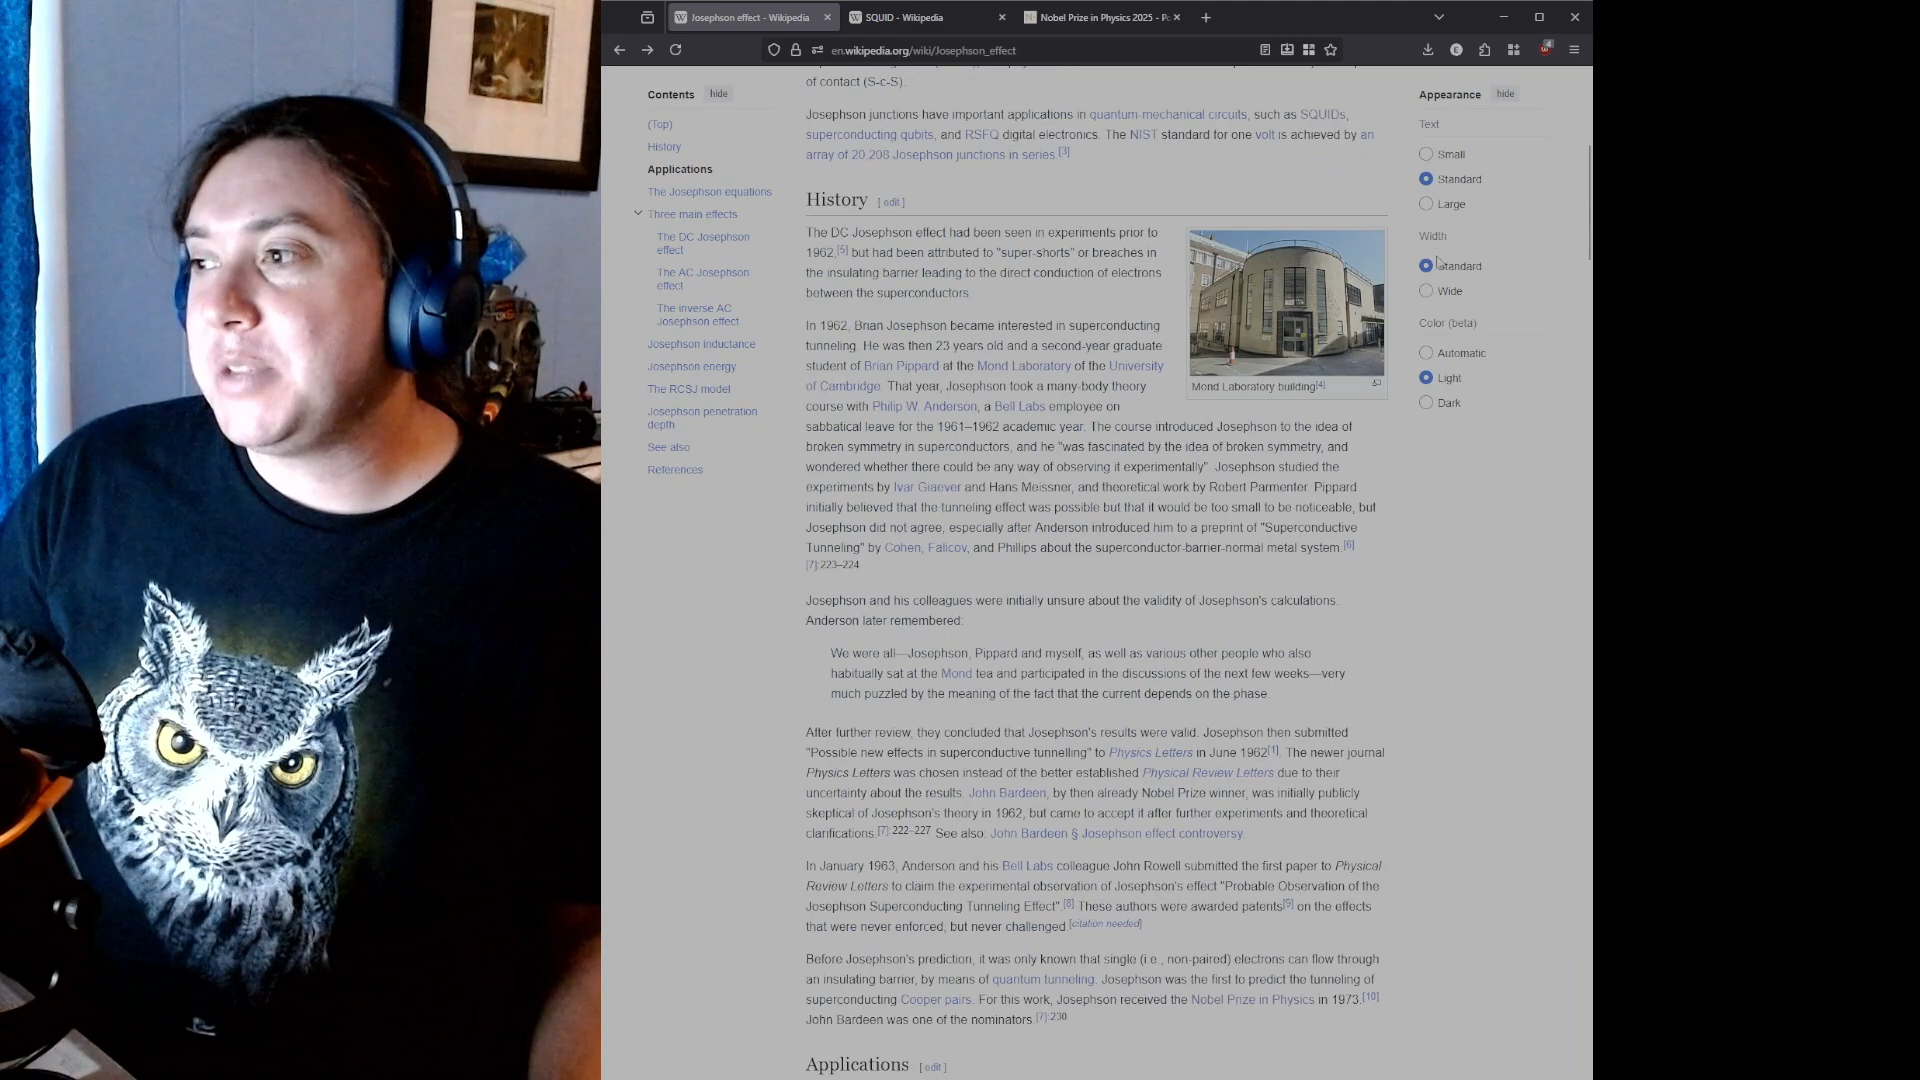 Josephson effect - Wikipedia
SQUID - Wikipedia
Nobel Prize in Physics 2025 - Po
en.wikipedia.org/wiki/Josephson_effect
4
Contents hide
(Top)
History
Applications
The Josephson equations
Three main effects
The DC Josephson
effect
The AC Josephson
effect
The inverse AC
Josephson effect
Josephson inductance
Josephson energy
The RCSJ model
Josephson penetration
depth
See also
References
of contact (S-c-S).
Josephson junctions have important applications in quantum-mechanical circuits, such as SQUIDs,
superconducting qubits, and RSFQ digital electronics. The NIST standard for one volt is achieved by an
array of 20,208 Josephson junctions in series.[3]
History [ edit ]
The DC Josephson effect had been seen in experiments prior to
1962,[5] but had been attributed to "super-shorts" or breaches in
the insulating barrier leading to the direct conduction of electrons
between the superconductors.
In 1962, Brian Josephson became interested in superconducting
tunneling. He was then 23 years old and a second-year graduate
student of Brian Pippard at the Mond Laboratory of the University
of Cambridge. That year, Josephson took a many-body theory
course with Philip W. Anderson, a Bell Labs employee on
sabbatical leave for the 1961–1962 academic year. The course introduced Josephson to the idea of
broken symmetry in superconductors, and he "was fascinated by the idea of broken symmetry, and
wondered whether there could be any way of observing it experimentally". Josephson studied the
experiments by Ivar Giaever and Hans Meissner, and theoretical work by Robert Parmenter. Pippard
initially believed that the tunneling effect was possible but that it would be too small to be noticeable, but
Josephson did not agree, especially after Anderson introduced him to a preprint of "Superconductive
Tunneling" by Cohen, Falicov, and Phillips about the superconductor-barrier-normal metal system.[6]
[7]:223–224
Mond Laboratory building[4]
Josephson and his colleagues were initially unsure about the validity of Josephson's calculations.
Anderson later remembered:
We were all—Josephson, Pippard and myself, as well as various other people who also
habitually sat at the Mond tea and participated in the discussions of the next few weeks—very
much puzzled by the meaning of the fact that the current depends on the phase.
After further review, they concluded that Josephson's results were valid. Josephson then submitted
"Possible new effects in superconductive tunnelling" to Physics Letters in June 1962[1]. The newer journal
Physics Letters was chosen instead of the better established Physical Review Letters due to their
uncertainty about the results. John Bardeen, by then already Nobel Prize winner, was initially publicly
skeptical of Josephson's theory in 1962, but came to accept it after further experiments and theoretical
clarifications.[7]:222–227 See also: John Bardeen § Josephson effect controversy.
In January 1963, Anderson and his Bell Labs colleague John Rowell submitted the first paper to Physical
Review Letters to claim the experimental observation of Josephson's effect "Probable Observation of the
Josephson Superconducting Tunneling Effect".[8] These authors were awarded patents[9] on the effects
that were never enforced, but never challenged.[citation needed]
Before Josephson's prediction, it was only known that single (i.e., non-paired) electrons can flow through
an insulating barrier, by means of quantum tunneling. Josephson was the first to predict the tunneling of
superconducting Cooper pairs. For this work, Josephson received the Nobel Prize in Physics in 1973.[10]
John Bardeen was one of the nominators.[7]:230
Applications [ edit ]
Appearance hide
Text
Small
Standard
Large
Width
Standard
Wide
Color (beta)
Automatic
Light
Dark